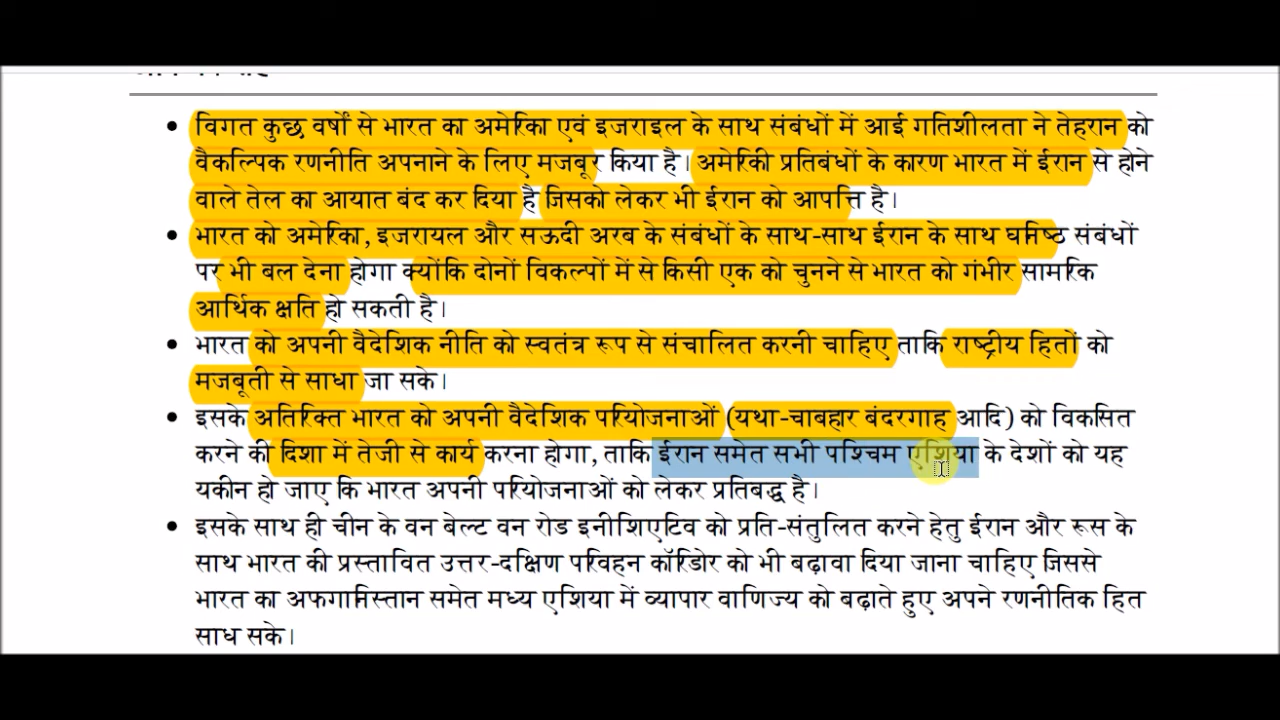 विगत कुछ वर्षों से भारत का अमेरिका एवं इजराइल के साथ संबंधों में आई गतिशीलता ने तेहरान को
वैकल्पिक रणनीति अपनाने के लिए मजबूर किया है। अमेरिकी प्रतिबंधों के कारण भारत में ईरान से होने
वाले तेल का आयात बंद कर दिया है जिसको लेकर भी ईरान को आपत्ति है।
भारत को अमेरिका, इजरायल और सऊदी अरब के संबंधों के साथ-साथ ईरान के साथ घनिष्ठ संबंधों
पर भी बल देना होगा क्योंकि दोनों विकल्पों में से किसी एक को चुनने से भारत को गंभीर सामरिक
आर्थिक क्षति हो सकती है।
भारत को अपनी वैदेशिक नीति को स्वतंत्र रूप से संचालित करनी चाहिए ताकि राष्ट्रीय हितों को
मजबूती से साधा जा सके।
इसके अतिरिक्त भारत को अपनी वैदेशिक परियोजनाओं (यथा-चाबहार बंदरगाह आदि) को विकसित
करने की दिशा में तेजी से कार्य करना होगा, ताकि ईरान समेत सभी पश्चिम एशिया के देशों को यह
यकीन हो जाए कि भारत अपनी परियोजनाओं को लेकर प्रतिबद्ध है।
इसके साथ ही चीन के वन बेल्ट वन रोड इनीशिएटिव को प्रति-संतुलित करने हेतु ईरान और रूस के
साथ भारत की प्रस्तावित उत्तर-दक्षिण परिवहन कॉरिडोर को भी बढ़ावा दिया जाना चाहिए जिससे
भारत का अफगानिस्तान समेत मध्य एशिया में व्यापार वाणिज्य को बढ़ाते हुए अपने रणनीतिक हित
साध सके।